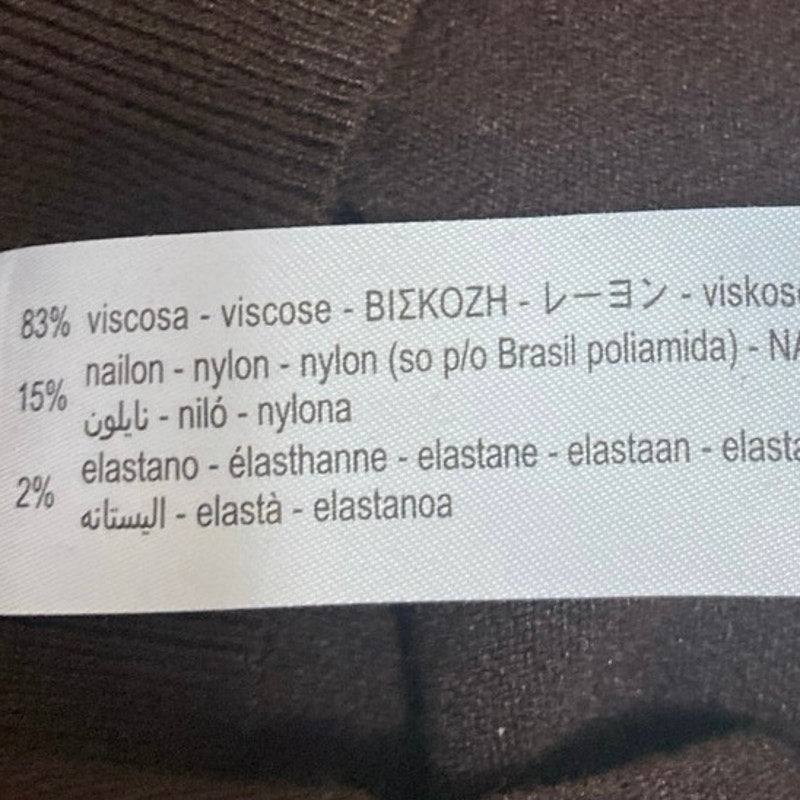 83% viscosa - viscose - ΒΙΣΚΟΖΗ - レーヨン - viskos
15% nailon - nylon - nylon (so p/o Brasil poliamida) -
نايلون - niló - nylona
2% elastano - élasthanne - elastane - elastaan -
اليستانه - elastà - elastanoa